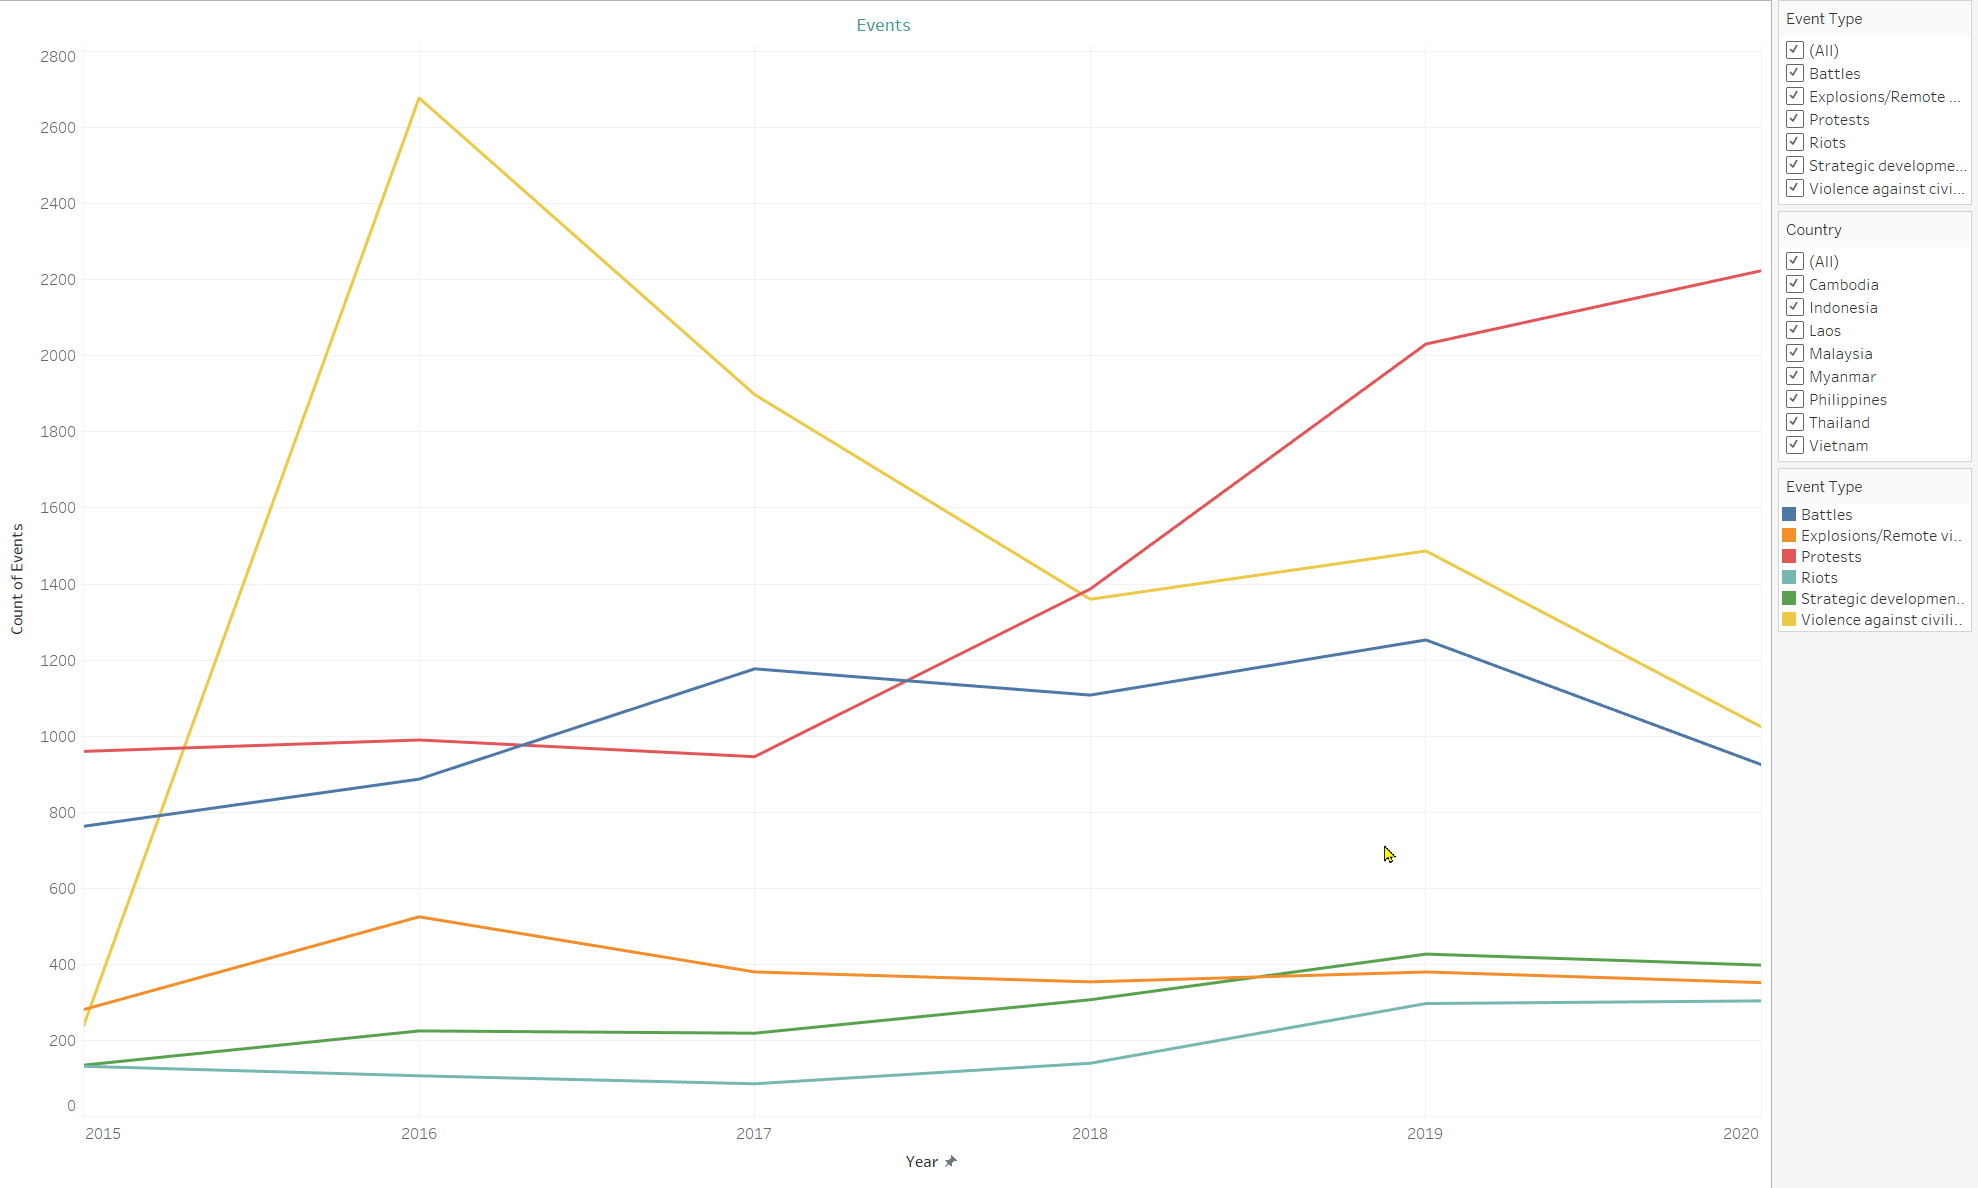 Events
2800
2600
2400
2200
2000
1800
1600
1400
1200
1000
800
600
400
200
0
Count of Events
2015 2016 2017 2018 2019 2020
Year
Event Type
(All)
Battles
Explosions/Remote ...
Protests
Riots
Strategic developme...
Violence against civi...
Country
(All)
Cambodia
Indonesia
Laos
Malaysia
Myanmar
Philippines
Thailand
Vietnam
Event Type
Battles
Explosions/Remote vi..
Protests
Riots
Strategic developmen..
Violence against civili..